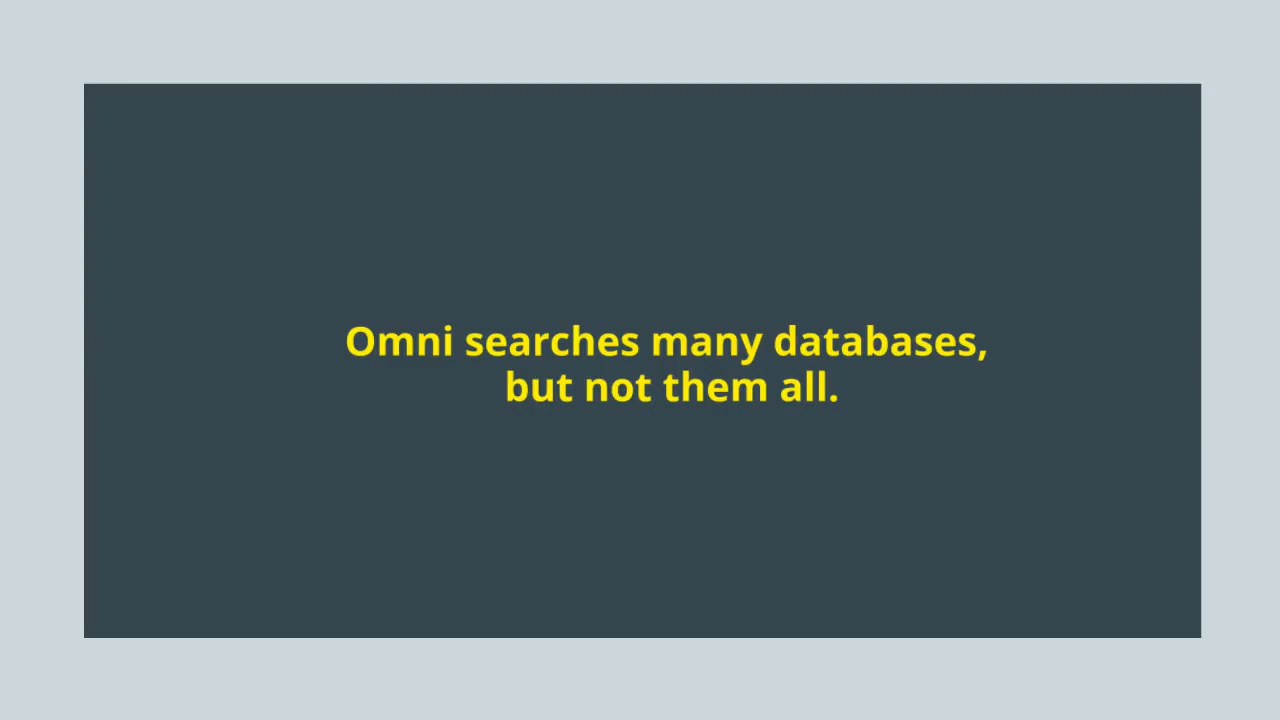 Omni searches many databases,
but not them all.